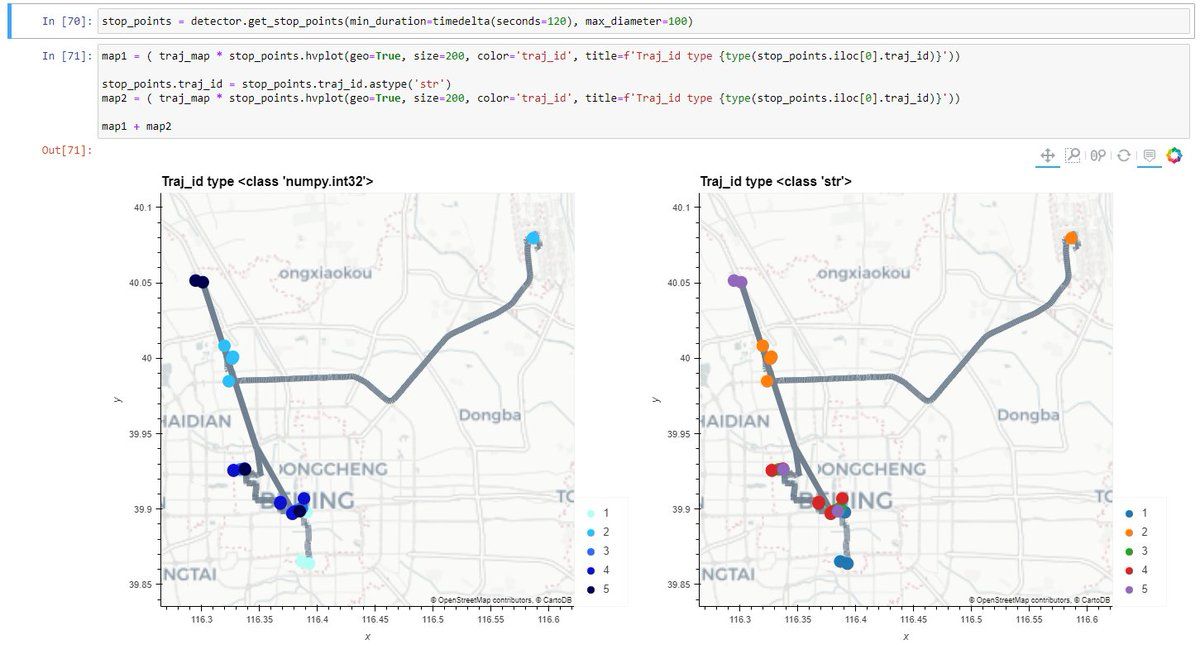 In [70]: stop_points = detector.get_stop_points(min_duration=timedelta(seconds=120), max_diameter=100)
In [71]: map1 = ( traj_map * stop_points.hvplot(geo=True, size=200, color='traj_id', title=f'Traj_id type {type(stop_points.iloc[0].traj_id)}'))
stop_points.traj_id = stop_points.traj_id.astype('str')
map2 = ( traj_map * stop_points.hvplot(geo=True, size=200, color='traj_id', title=f'Traj_id type {type(stop_points.iloc[0].traj_id)}'))
map1 + map2
Out[71]:
Traj_id type <class 'numpy.int32'>
40.1
40.05
40
39.95
39.9
39.85
y
ongxiaokou
Dongba
HAIDIAN
DONGCHENG
BEIJING
TO
NGTAI
© OpenStreetMap contributors, © CartoDB
116.3
116.35
116.4
116.45
116.5
116.55
116.6
x
1
2
3
4
5
Traj_id type <class 'str'>
40.1
40.05
40
39.95
39.9
39.85
y
ongxiaokou
Dongba
HAIDIAN
DONGCHENG
BEIJING
TO
NGTAI
© OpenStreetMap contributors, © CartoDB
116.3
116.35
116.4
116.45
116.5
116.55
116.6
x
1
2
3
4
5